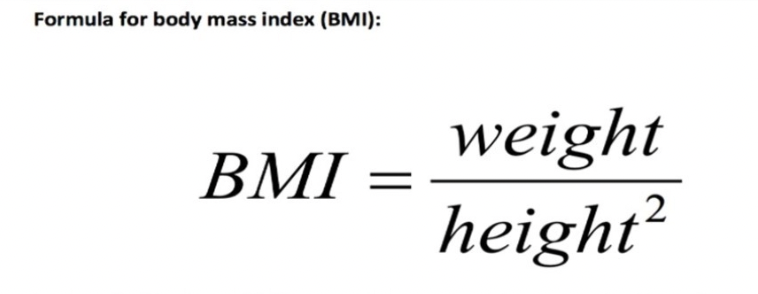 Formula for body mass index (BMI):
BMI = weight / height²